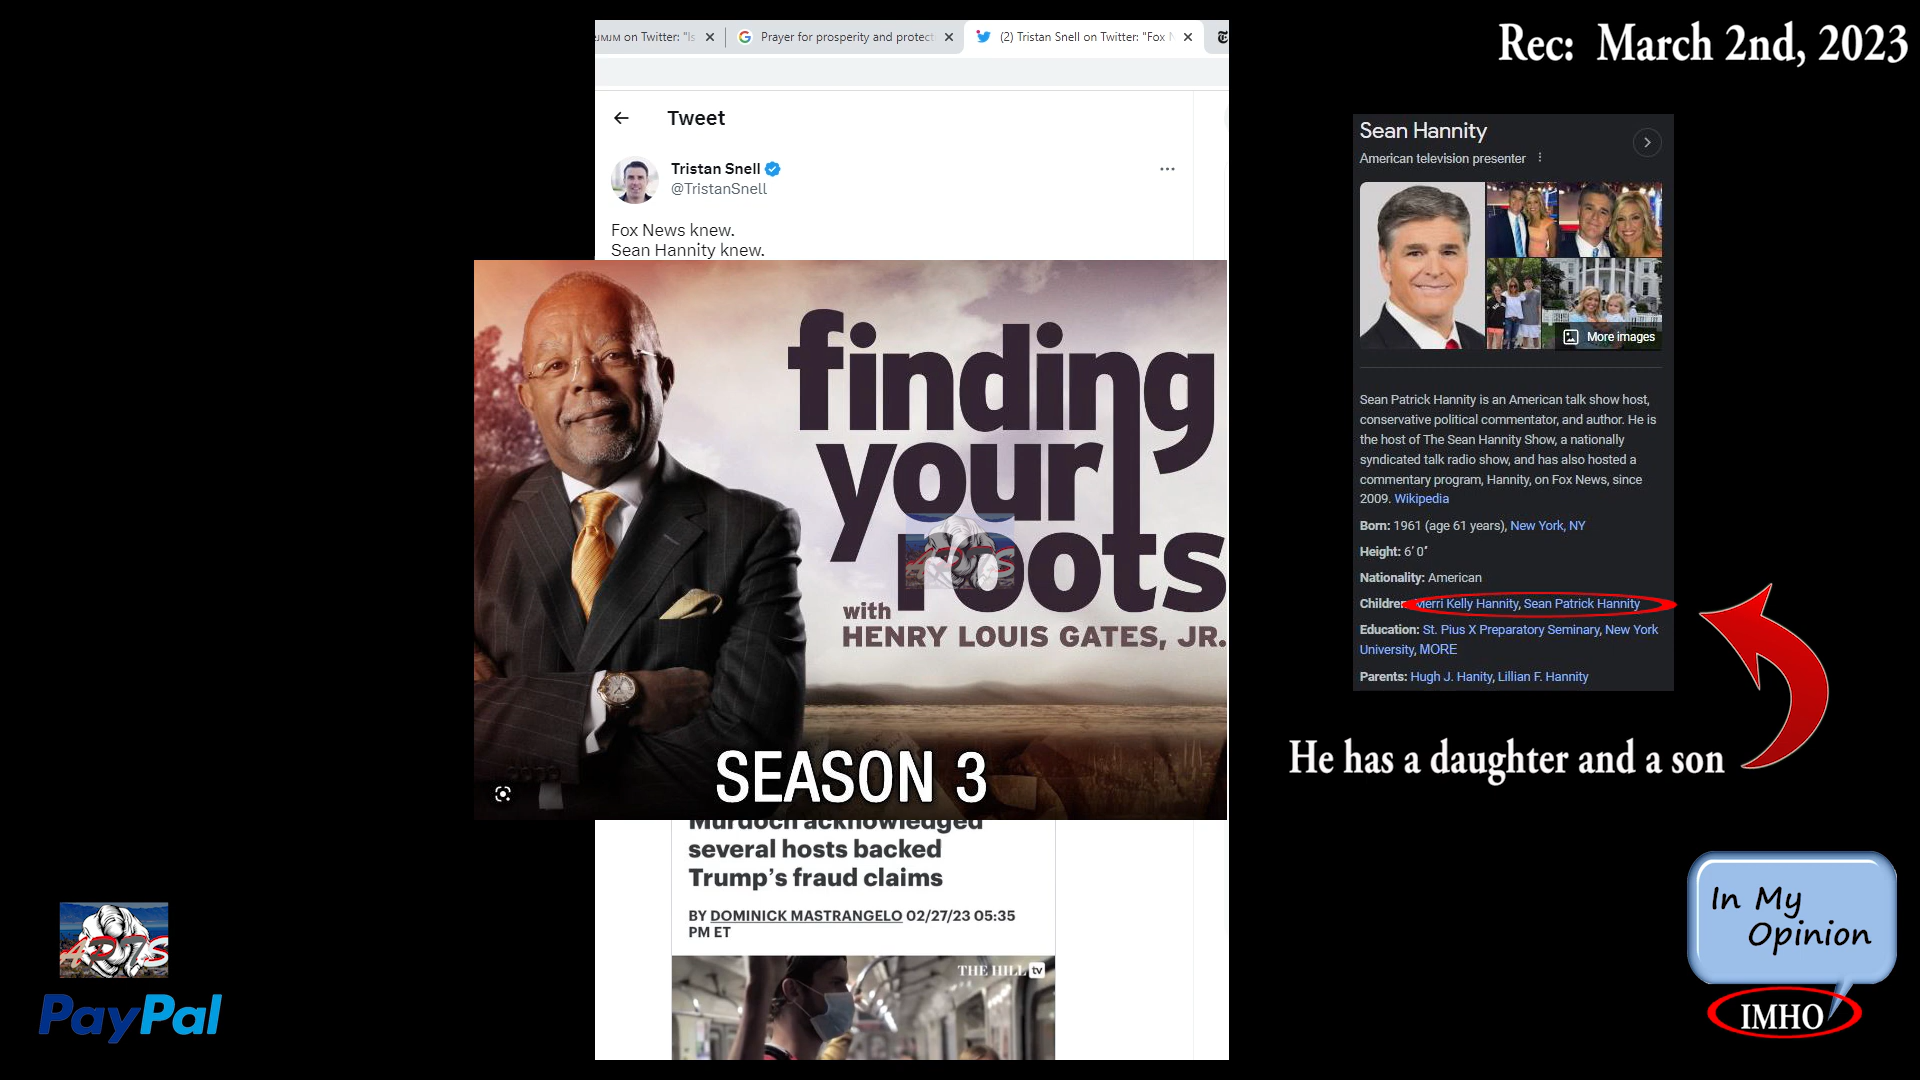 on Twitter: "Is
Prayer for prosperity and protect
(2) Tristan Snell on Twitter: "Fox N
Rec: March 2nd, 2023
Tweet
Tristan Snell
@TristanSnell
Fox News knew.
Sean Hannity knew.
finding
your
roots
with
HENRY LOUIS GATES, JR.
SEASON 3
Murdoch acknowledged
several hosts backed
Trump's fraud claims
BY DOMINICK MASTRANGELO 02/27/23 05:35
PM ET
THE HILL tv
Sean Hannity
American television presenter
More images
Sean Patrick Hannity is an American talk show host,
conservative political commentator, and author. He is
the host of The Sean Hannity Show, a nationally
syndicated talk radio show, and has also hosted a
commentary program, Hannity, on Fox News, since
2009. Wikipedia
Born: 1961 (age 61 years), New York, NY
Height: 6′ 0″
Nationality: American
Children: Merri Kelly Hannity, Sean Patrick Hannity
Education: St. Pius X Preparatory Seminary, New York
University, MORE
Parents: Hugh J. Hanity, Lillian F. Hannity
He has a daughter and a son
In My
Opinion
IMHO
PayPal